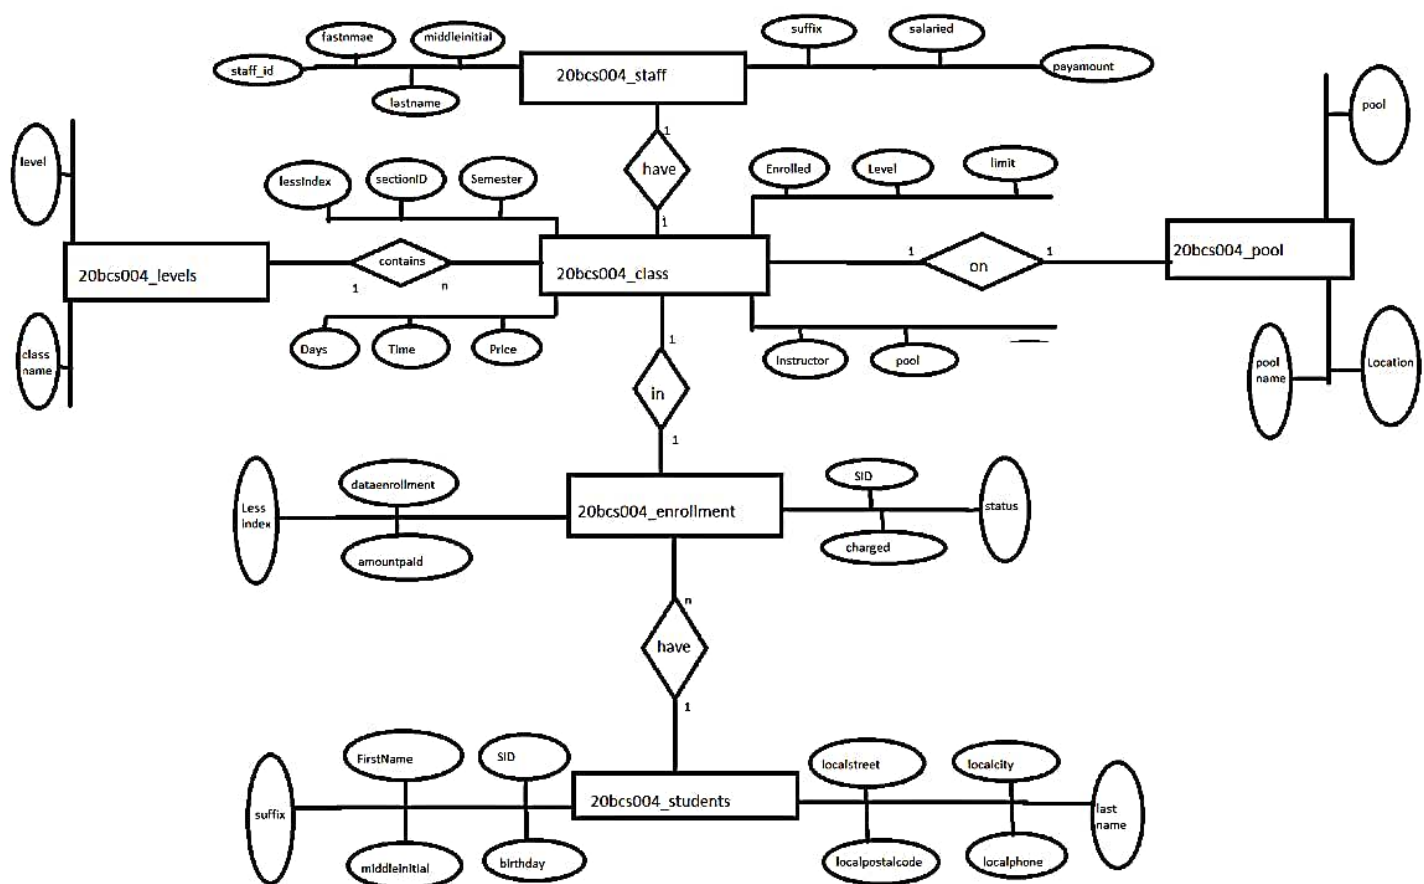 fastnmae
middleinitial
suffix
salaried
staff_id
20bcs004_staff
payamount
lastname
pool
1
level
have
Enrolled
Level
limit
lessIndex
sectionID
Semester
1
20bcs004_levels
contains
20bcs004_class
1
on
1
20bcs004_pool
1
n
Days
Time
Price
1
Instructor
pool
class
name
pool
name
Location
in
1
dataenrollment
SID
Less
index
20bcs004_enrollment
status
amountpaid
charged
n
have
1
FirstName
SID
localstreet
localcity
suffix
20bcs004_students
last
name
middleinitial
birthday
localpostalcode
localphone